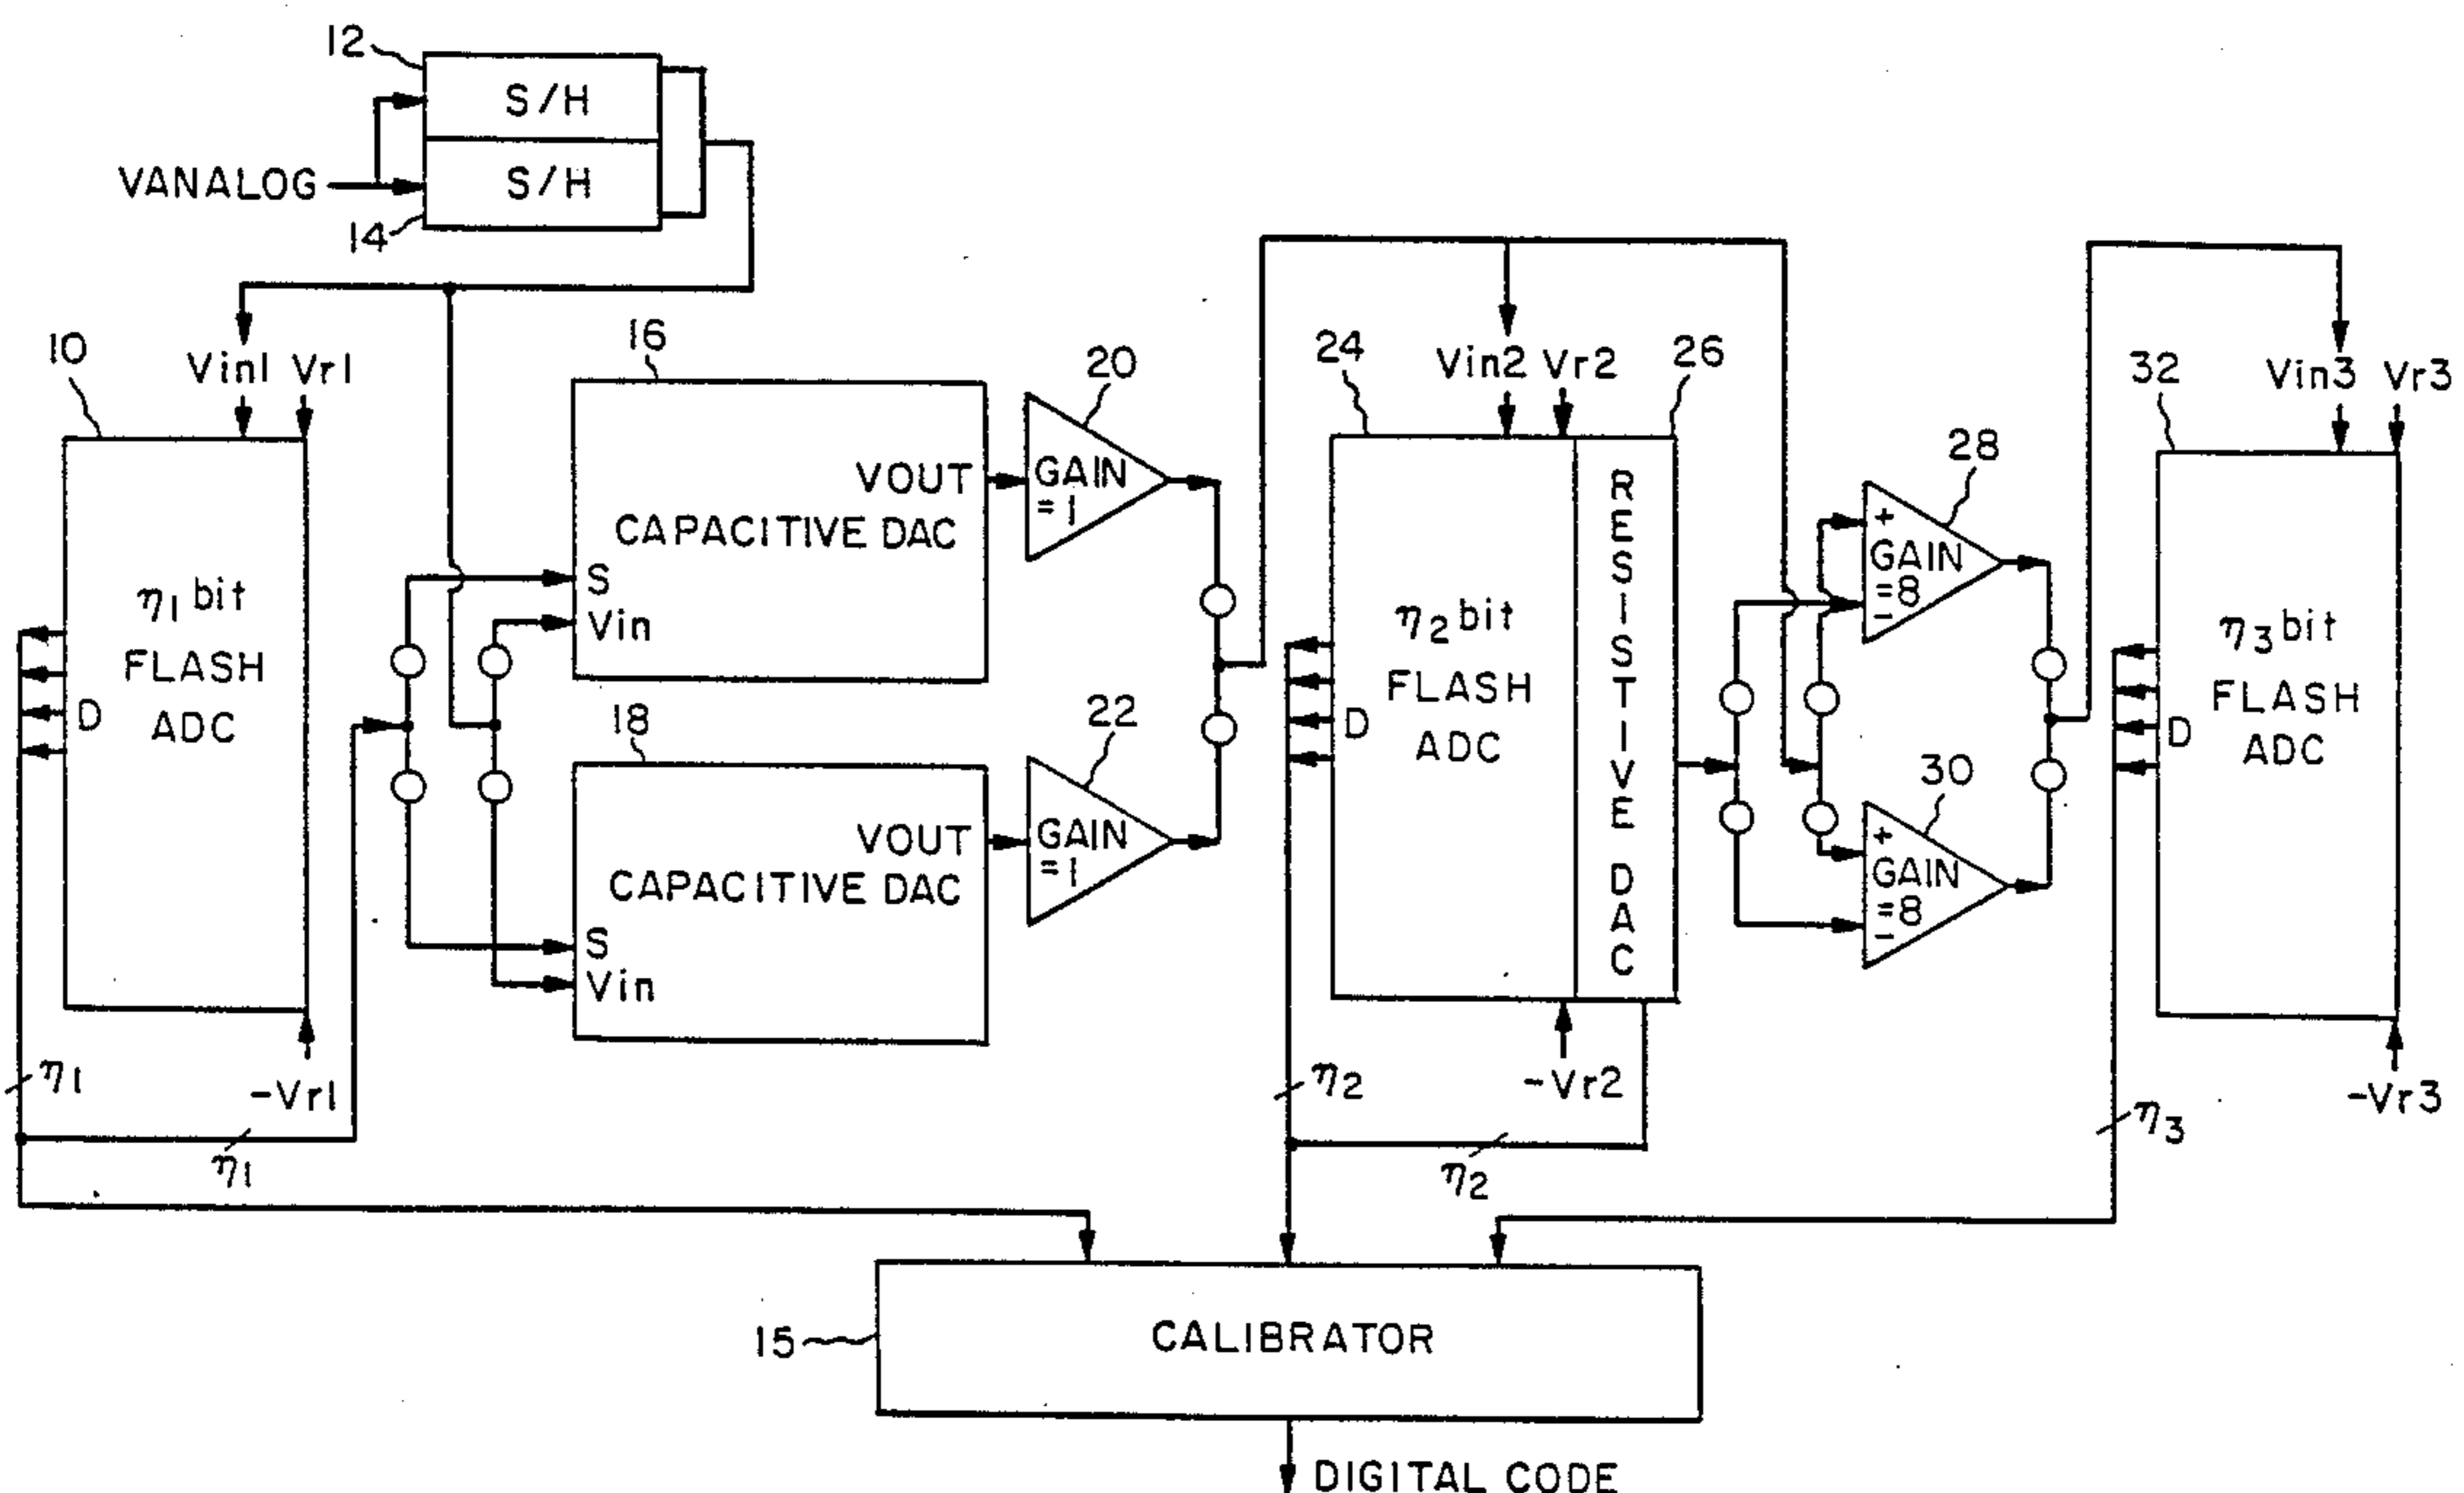 12
S/H
VANALOG
S/H
14
10
Vin1 Vr1
η1 bit
FLASH
ADC
D
-Vr1
η1
η1
16
VOUT
CAPACITIVE DAC
S
Vin
20
GAIN
=1
18
VOUT
CAPACITIVE DAC
S
Vin
22
GAIN
=1
24
Vin2 Vr2
26
η2 bit
FLASH
ADC
D
RESISTIVE DAC
-Vr2
η2
η2
28
+
GAIN
=8
-
30
+
GAIN
=8
-
32
Vin3 Vr3
η3 bit
FLASH
ADC
D
-Vr3
η3
15
CALIBRATOR
DIGITAL CODE